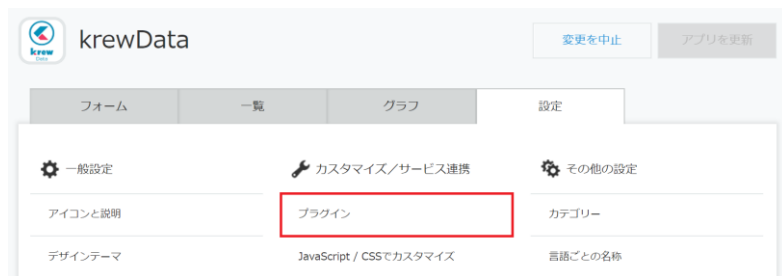 krew
Data
krewData
変更を中止
アプリを更新
フォーム
一覧
グラフ
設定
一般設定
カスタマイズ／サービス連携
その他の設定
アイコンと説明
プラグイン
カテゴリー
デザインテーマ
JavaScript / CSSでカスタマイズ
言語ごとの名称